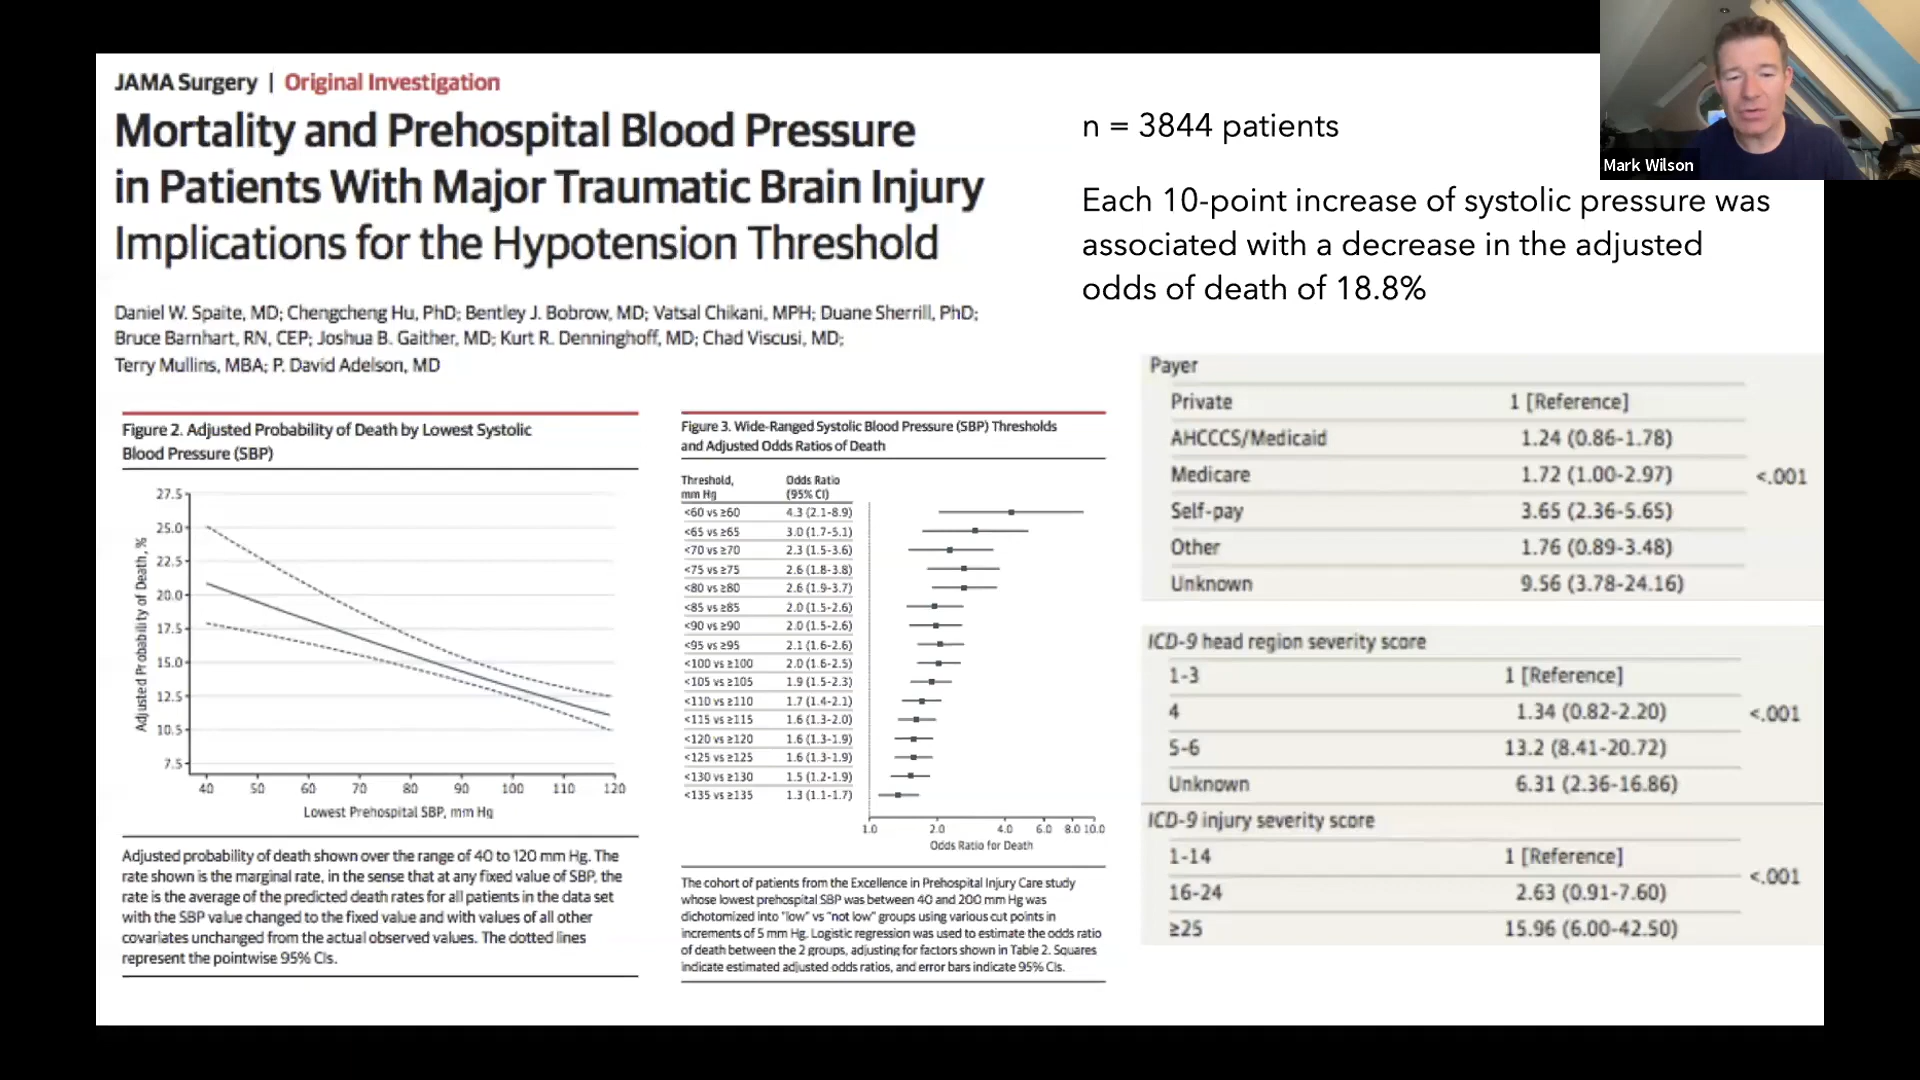 JAMA Surgery | Original Investigation
Mortality and Prehospital Blood Pressure
in Patients With Major Traumatic Brain Injury
Implications for the Hypotension Threshold
Daniel W. Spaite, MD; Chengcheng Hu, PhD; Bentley J. Bobrow, MD; Vatsal Chikani, MPH; Duane Sherrill, PhD;
Bruce Barnhart, RN, CEP; Joshua B. Gaither, MD; Kurt R. Denninghoff, MD; Chad Viscusi, MD;
Terry Mullins, MBA; P. David Adelson, MD
n = 3844 patients
Each 10-point increase of systolic pressure was
associated with a decrease in the adjusted
odds of death of 18.8%
Mark Wilson
Figure 2. Adjusted Probability of Death by Lowest Systolic
Blood Pressure (SBP)
Adjusted Probability of Death, %
27.5
25.0
22.5
20.0
17.5
15.0
12.5
10.5
7.5
40 50 60 70 80 90 100 110 120
Lowest Prehospital SBP, mm Hg
Adjusted probability of death shown over the range of 40 to 120 mm Hg. The
rate shown is the marginal rate, in the sense that at any fixed value of SBP, the
rate is the average of the predicted death rates for all patients in the data set
with the SBP value changed to the fixed value and with values of all other
covariates unchanged from the actual observed values. The dotted lines
represent the pointwise 95% CIs.
Figure 3. Wide-Ranged Systolic Blood Pressure (SBP) Thresholds
and Adjusted Odds Ratios of Death
Threshold, Odds Ratio
mm Hg (95% CI)
<60 vs ≥60 4.3 (2.1-8.9)
<65 vs ≥65 3.0 (1.7-5.1)
<70 vs ≥70 2.3 (1.5-3.6)
<75 vs ≥75 2.6 (1.8-3.8)
<80 vs ≥80 2.6 (1.9-3.7)
<85 vs ≥85 2.0 (1.5-2.6)
<90 vs ≥90 2.0 (1.5-2.6)
<95 vs ≥95 2.1 (1.6-2.6)
<100 vs ≥100 2.0 (1.6-2.5)
<105 vs ≥105 1.9 (1.5-2.3)
<110 vs ≥110 1.7 (1.4-2.1)
<115 vs ≥115 1.6 (1.3-2.0)
<120 vs ≥120 1.6 (1.3-1.9)
<125 vs ≥125 1.6 (1.3-1.9)
<130 vs ≥130 1.5 (1.2-1.9)
<135 vs ≥135 1.3 (1.1-1.7)
1.0 2.0 4.0 6.0 8.0 10.0
Odds Ratio for Death
The cohort of patients from the Excellence in Prehospital Injury Care study
whose lowest prehospital SBP was between 40 and 200 mm Hg was
dichotomized into "low" vs "not low" groups using various cut points in
increments of 5 mm Hg. Logistic regression was used to estimate the odds ratio
of death between the 2 groups, adjusting for factors shown in Table 2. Squares
indicate estimated adjusted odds ratios, and error bars indicate 95% CIs.
Payer
Private 1 [Reference]
AHCCCS/Medicaid 1.24 (0.86-1.78)
Medicare 1.72 (1.00-2.97) <.001
Self-pay 3.65 (2.36-5.65)
Other 1.76 (0.89-3.48)
Unknown 9.56 (3.78-24.16)
ICD-9 head region severity score
1-3 1 [Reference]
4 1.34 (0.82-2.20) <.001
5-6 13.2 (8.41-20.72)
Unknown 6.31 (2.36-16.86)
ICD-9 injury severity score
1-14 1 [Reference]
16-24 2.63 (0.91-7.60) <.001
≥25 15.96 (6.00-42.50)